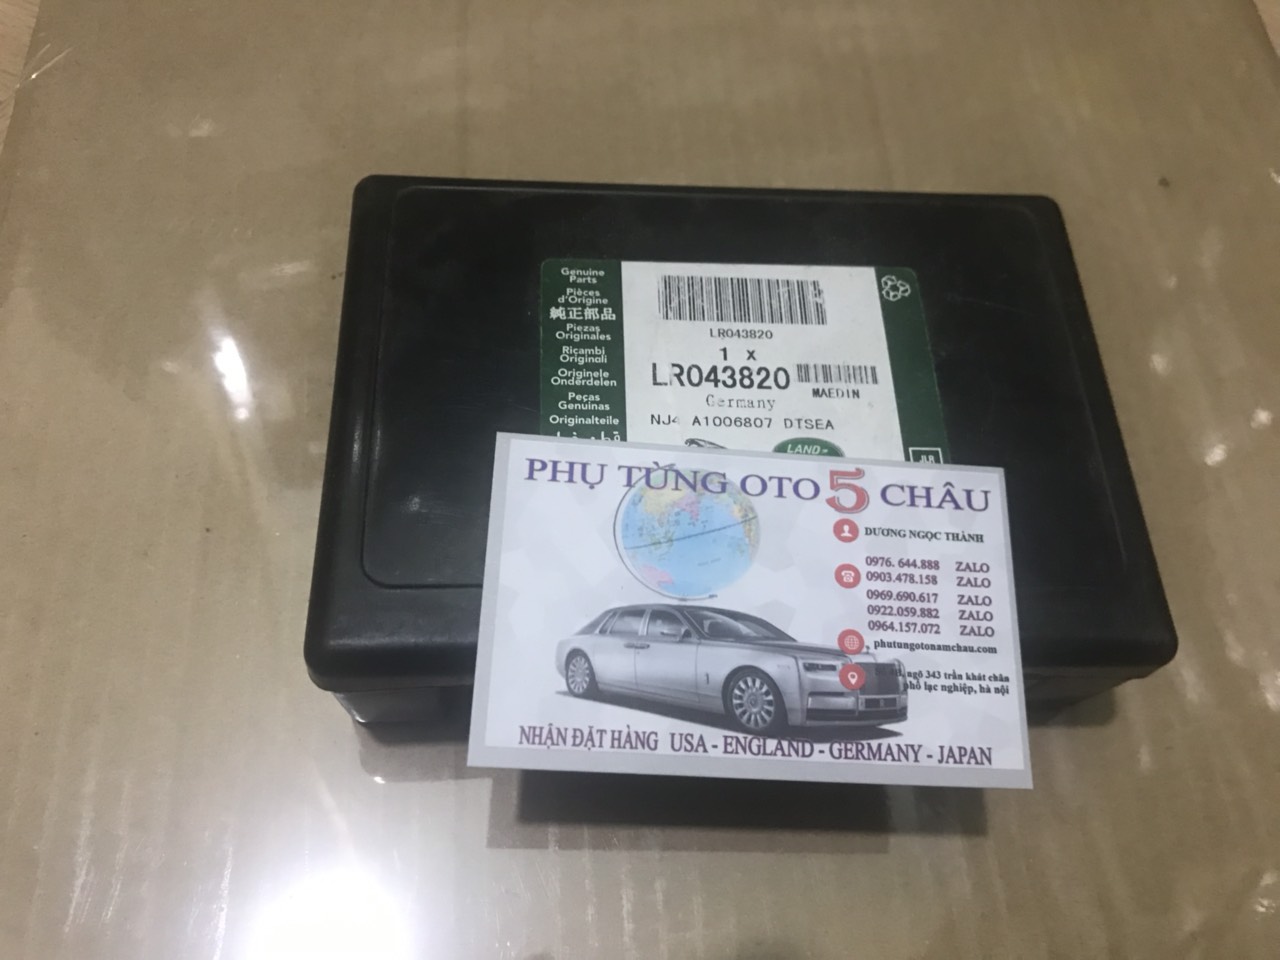 Genuine
Parts
Pièces
d'Origine
純正部品
Piezas
Originales
Ricambi
Originali
Originele
Onderdelen
Peças
Genuinas
Originalteile
LR043820
1 x
LR043820
MAEDIN
Germany
A1006807 DTSEA
LAND-
JLR
PHỤ TÙNG OTO 5 CHÂU
DƯƠNG NGỌC THÀNH
0976. 644.888 ZALO
0903.478.158 ZALO
0969.690.617 ZALO
0922.059.882 ZALO
0964.157.072 ZALO
phutungotonamchau.com
ngõ 343 trần khát chân
phố lạc nghiệp, hà nội
NHẬN ĐẶT HÀNG USA - ENGLAND - GERMANY - JAPAN